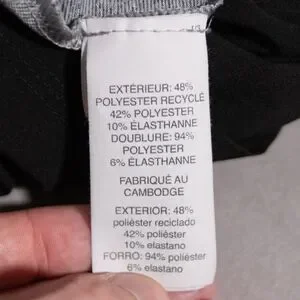 EXTÉRIEUR: 48%
POLYESTER RECYCLÉ
42% POLYESTER
10% ÉLASTHANNE
DOUBLURE: 94%
POLYESTER
6% ÉLASTHANNE
FABRIQUÉ AU
CAMBODGE
EXTERIOR: 48%
poliéster reciclado
42% poliéster
10% elastano
FORRO: 94% poliéster
6% elastano